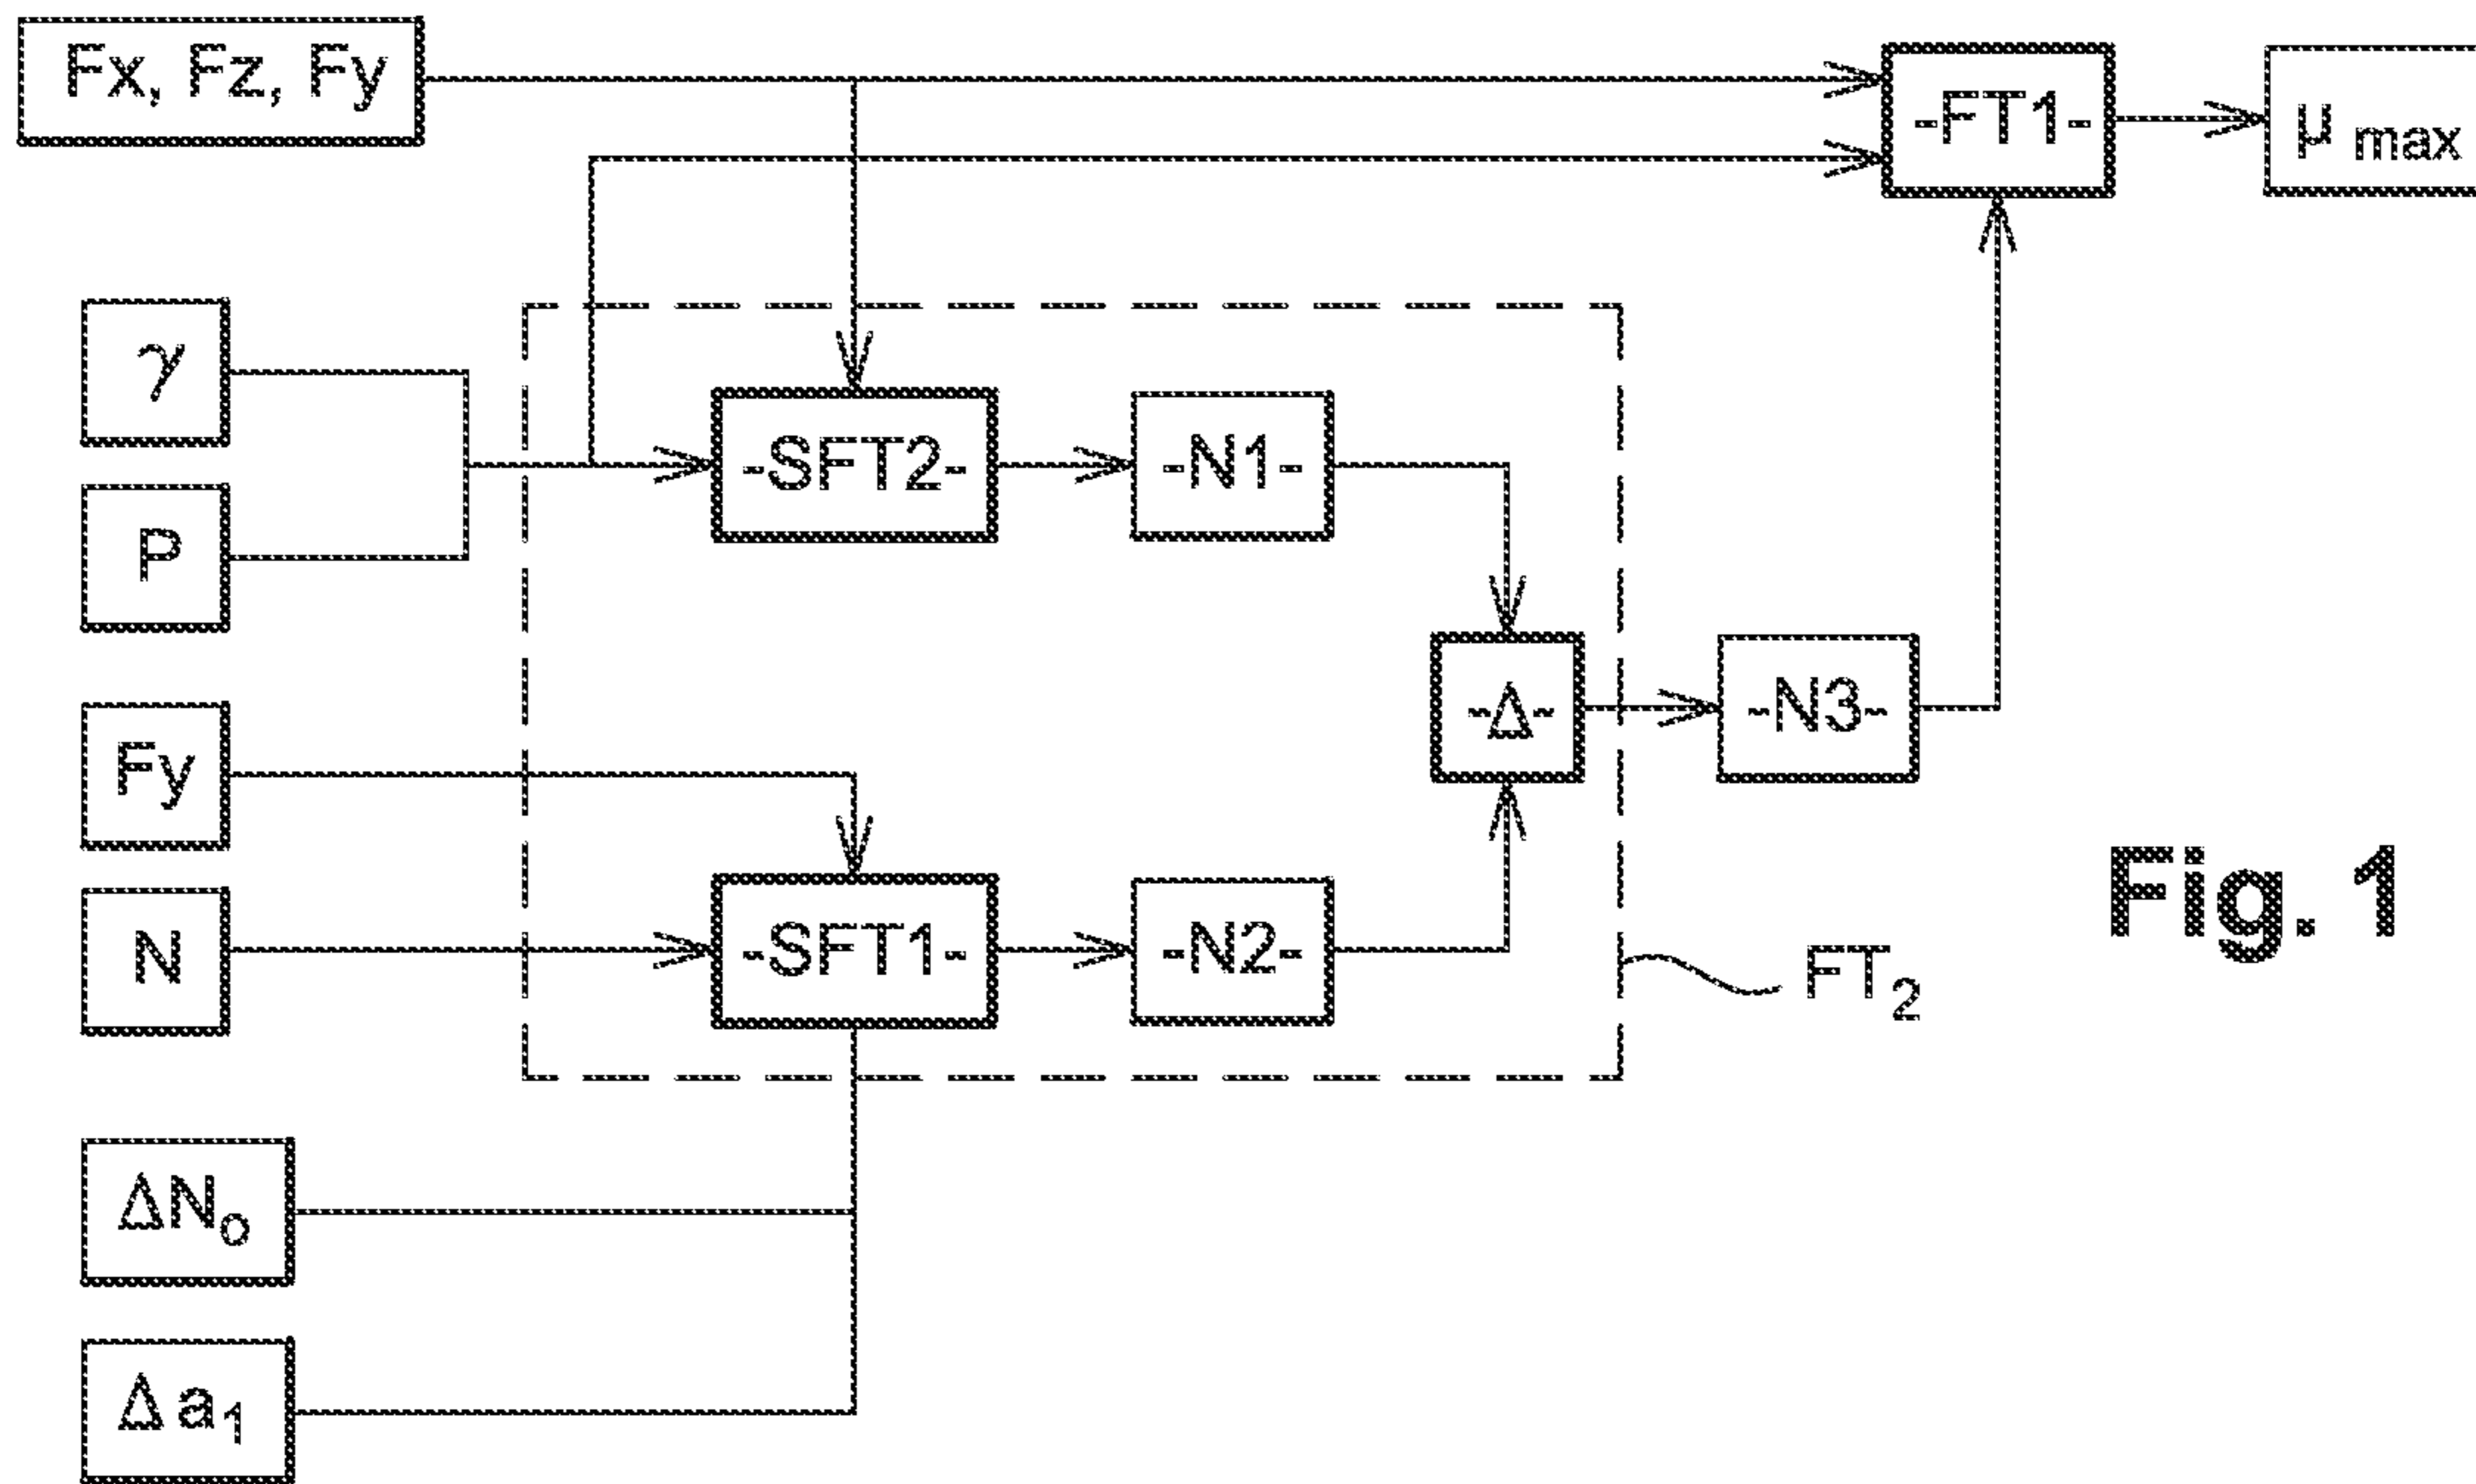 Fx, Fz, Fy
-FT1-
μ max
γ
-SFT2-
-N1-
P
-Δ-
-N3-
Fy
N
-SFT1-
-N2-
FT2
Fig. 1
ΔNo
Δa1